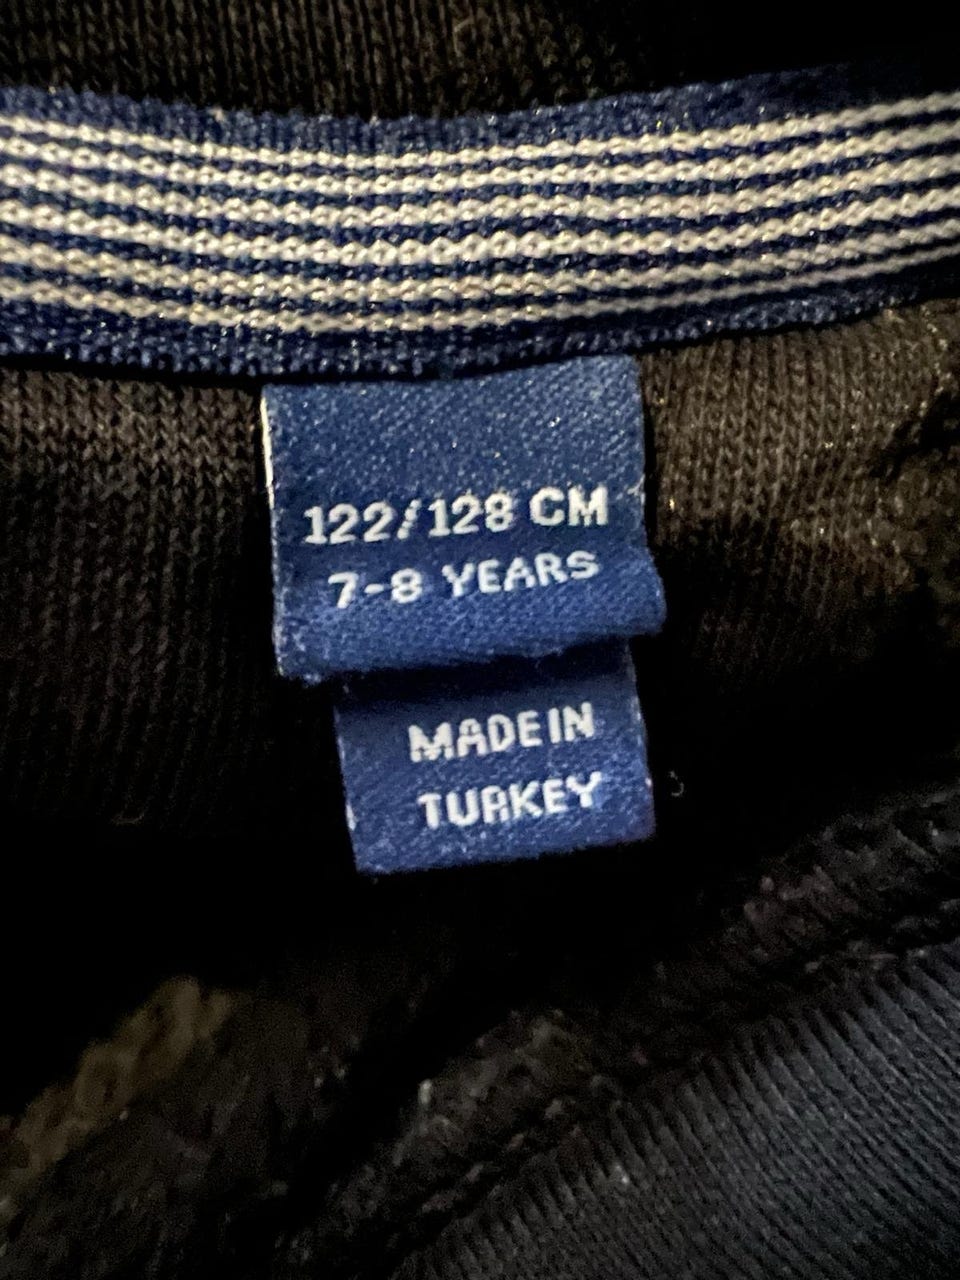 122/128 CM
7-8 YEARS
MADE IN
TURKEY